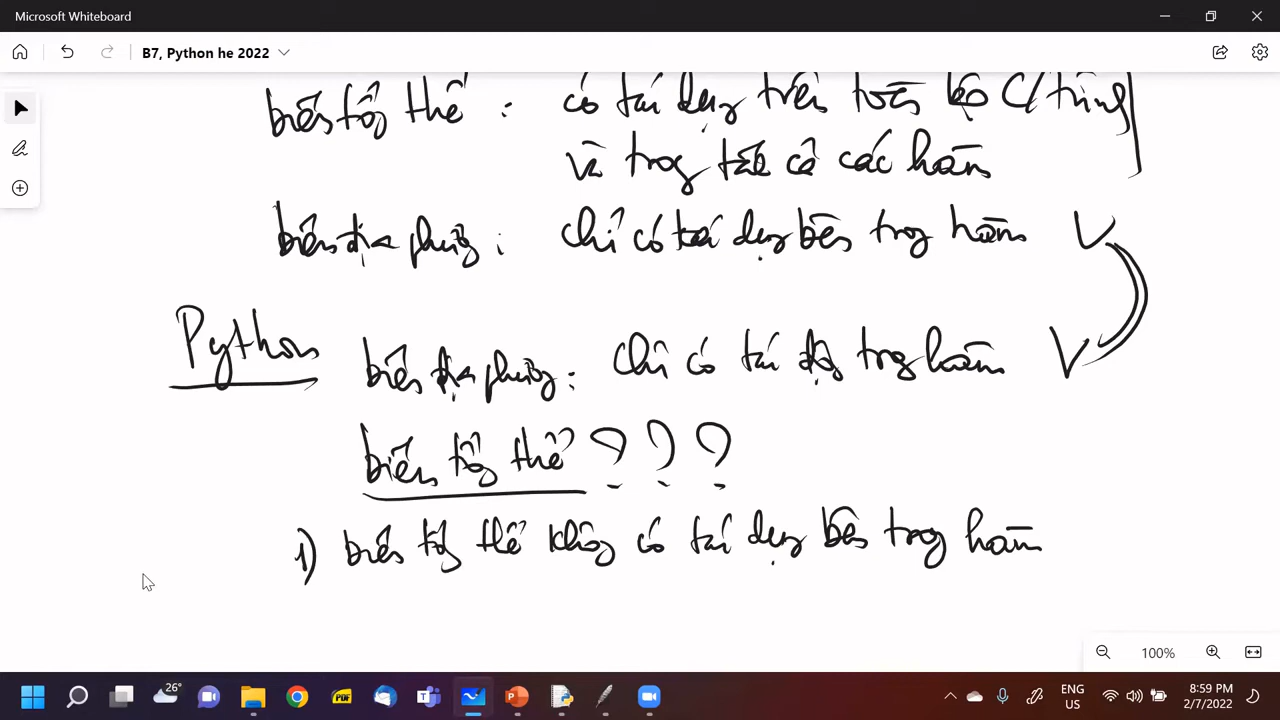 Microsoft Whiteboard
B7, Python he 2022
biến tổng thể : có tác dụng trên toàn bộ C/trình
và trong tất cả các hàm
biến địa phương : chỉ có tác dụng bên trong hàm V
Python biến địa phương : chỉ có tác dụng trong hàm V
biến tổng thể ? ? ?
1) biến tổng thể không có tác dụng bên trong hàm
100%
26°
ENG
US
8:59 PM
2/7/2022